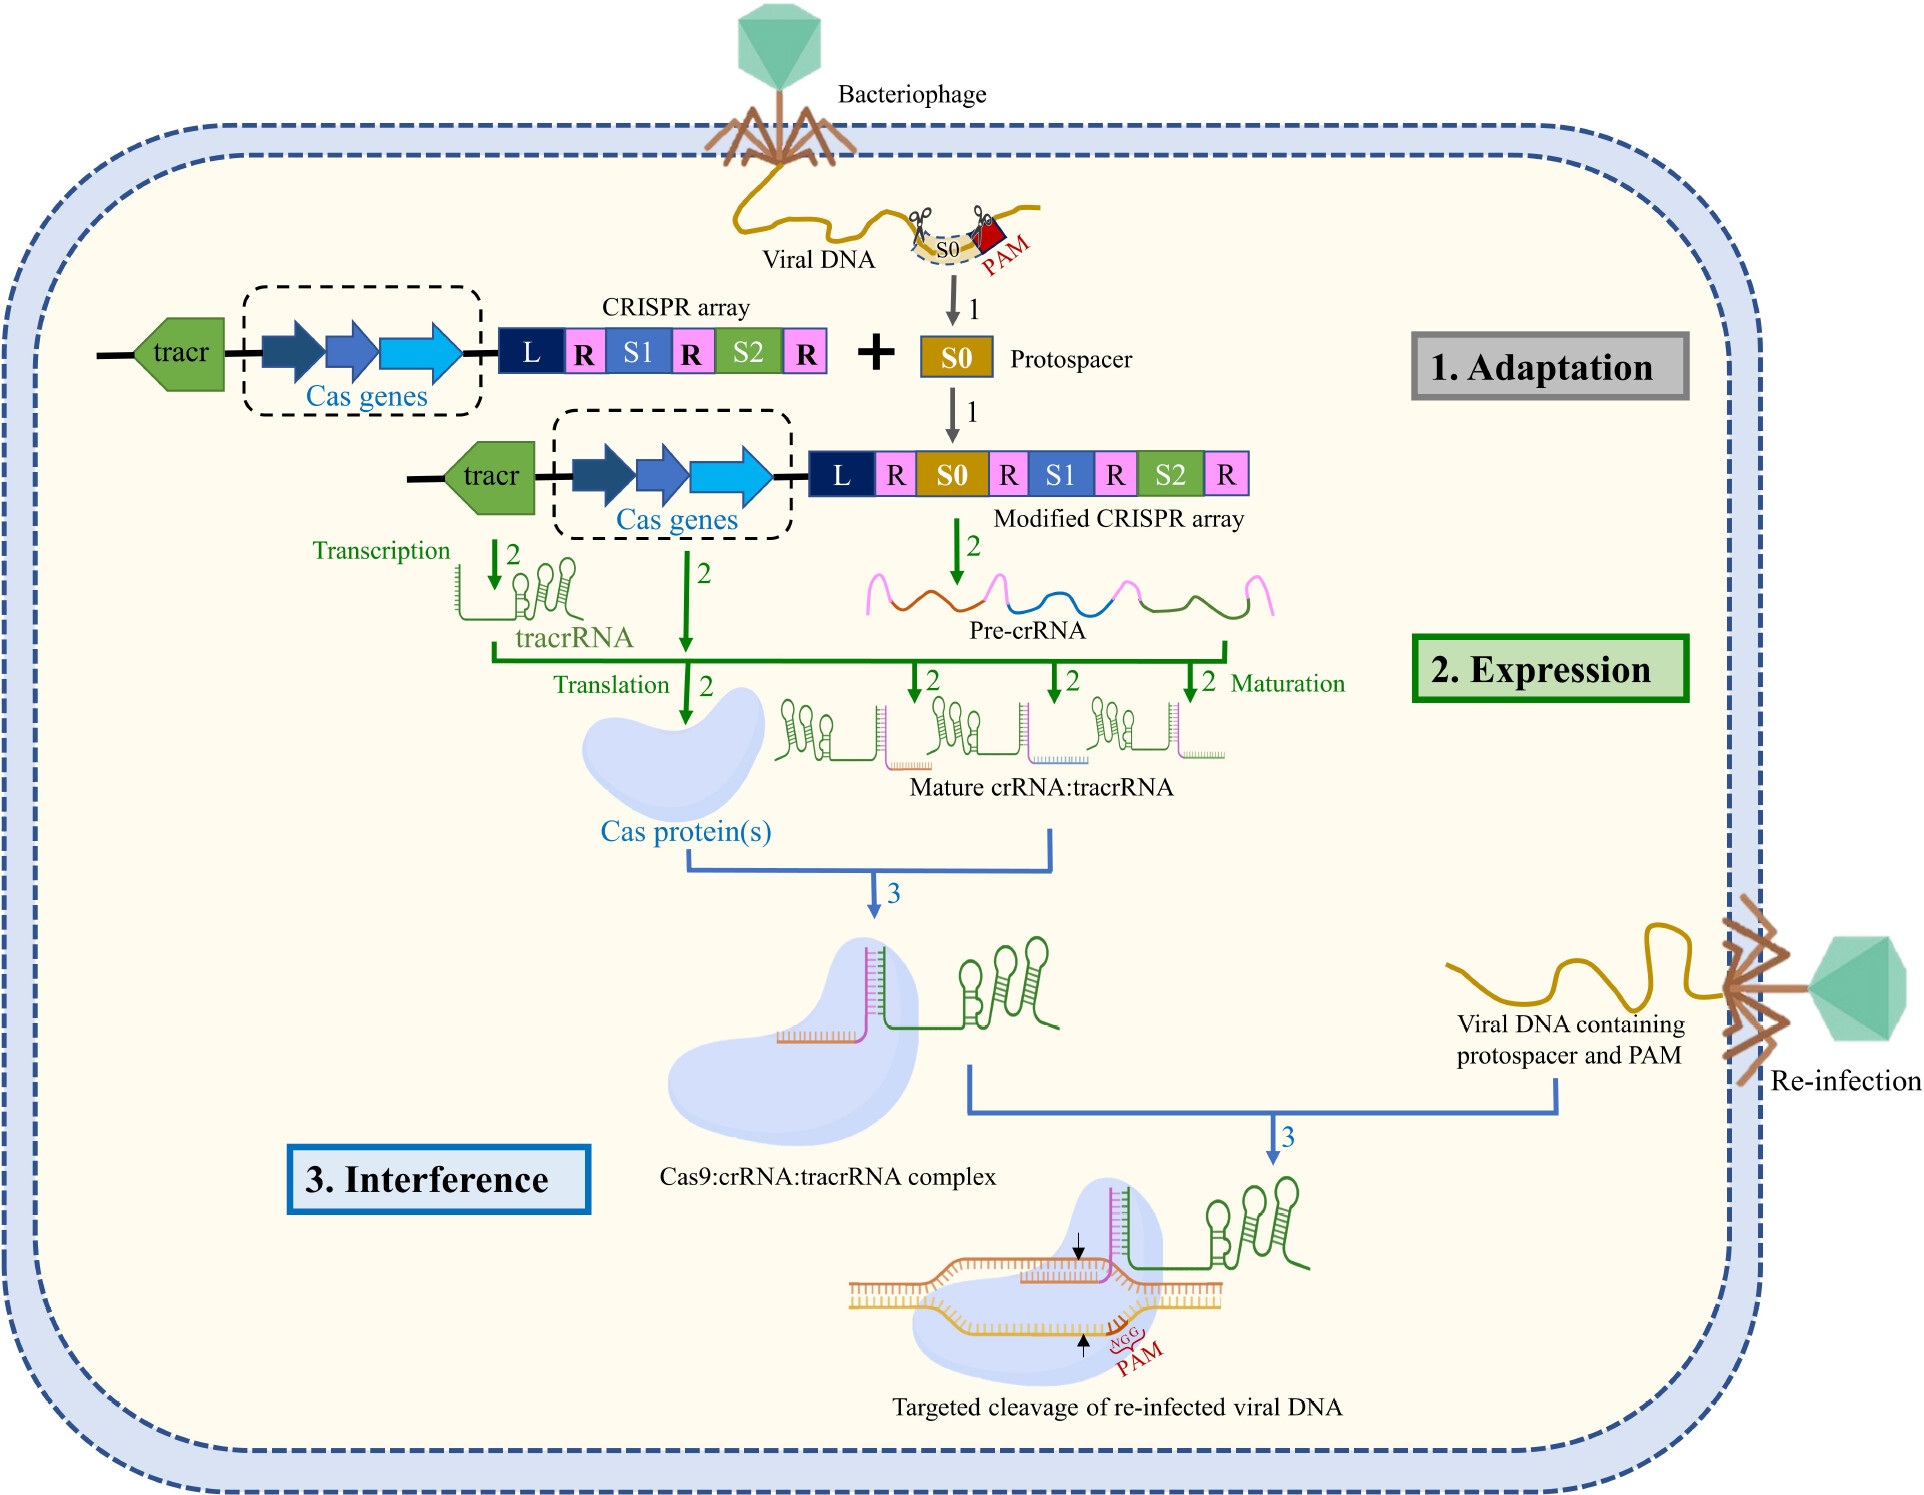 Bacteriophage
Viral DNA
S0
PAM
1
CRISPR array
tracr
Cas genes
L R S1 R S2 R
+
S0
Protospacer
1. Adaptation
1
tracr
Cas genes
L R S0 R S1 R S2 R
Modified CRISPR array
Transcription
2
2
2
tracrRNA
Pre-crRNA
Translation
2
2
2
2
Maturation
2. Expression
Mature crRNA:tracrRNA
Cas protein(s)
3
Viral DNA containing
protospacer and PAM
Re-infection
3
3. Interference
Cas9:crRNA:tracrRNA complex
NGG
PAM
Targeted cleavage of re-infected viral DNA